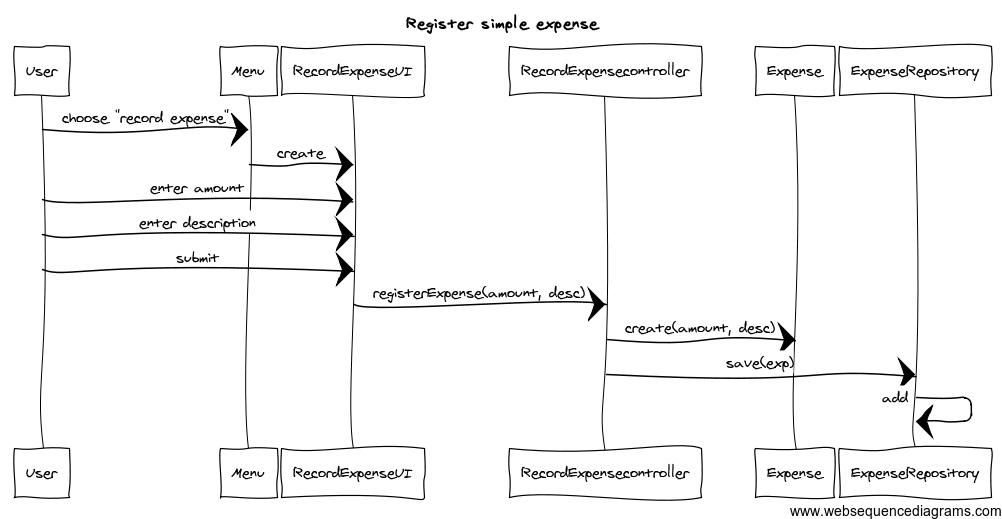 Register simple expense
User
Menu
RecordExpenseUI
RecordExpensecontroller
Expense
ExpenseRepository
choose "record expense"
create
enter amount
enter description
submit
registerExpense(amount, desc)
create(amount, desc)
save(exp)
add
User
Menu
RecordExpenseUI
RecordExpensecontroller
Expense
ExpenseRepository
www.websequencediagrams.com